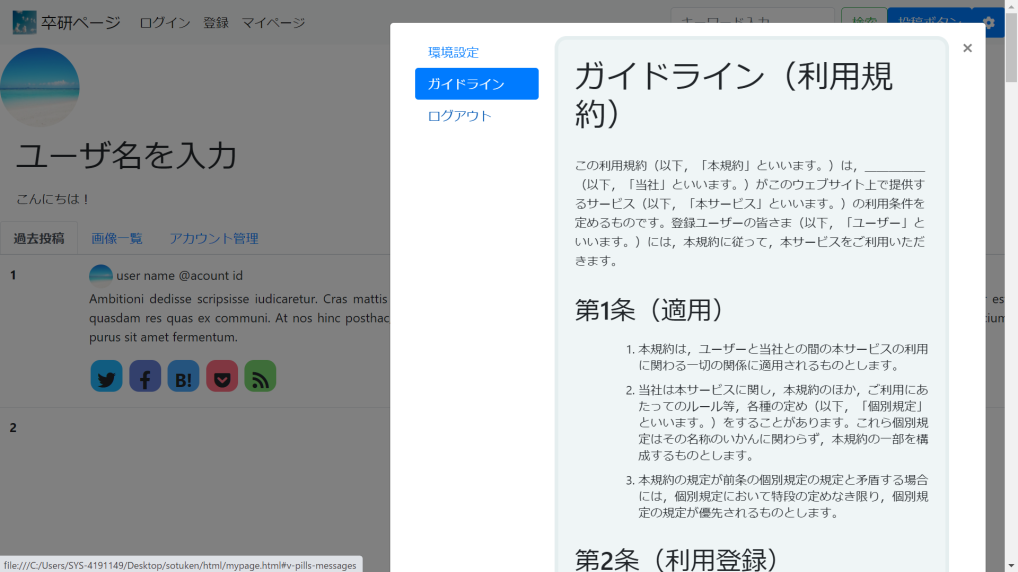 卒研ページ ログイン 登録 マイページ
キーワード入力 検索 投稿ボタン
ユーザ名を入力
こんにちは！
過去投稿 画像一覧 アカウント管理
1
user name @acount id
Ambitioni dedisse scripsisse iudicaretur. Cras mattis
quasdam res quas ex communi. At nos hinc posthac
purus sit amet fermentum.
B!
2
環境設定
ガイドライン
ログアウト
×
ガイドライン（利用規
約）
この利用規約（以下，「本規約」といいます。）は，__________
（以下，「当社」といいます。）がこのウェブサイト上で提供す
るサービス（以下，「本サービス」といいます。）の利用条件を
定めるものです。登録ユーザーの皆さま（以下，「ユーザー」と
いいます。）には，本規約に従って，本サービスをご利用いただ
きます。
第1条（適用）
1. 本規約は，ユーザーと当社との間の本サービスの利用
に関わる一切の関係に適用されるものとします。
2. 当社は本サービスに関し，本規約のほか，ご利用にあ
たってのルール等，各種の定め（以下，「個別規定」
といいます。）をすることがあります。これら個別規
定はその名称のいかんに関わらず，本規約の一部を構
成するものとします。
3. 本規約の規定が前条の個別規定の規定と矛盾する場合
には，個別規定において特段の定めなき限り，個別規
定の規定が優先されるものとします。
第2条（利用登録）
file:///C:/Users/SYS-4191149/Desktop/sotuken/html/mypage.html#v-pills-messages